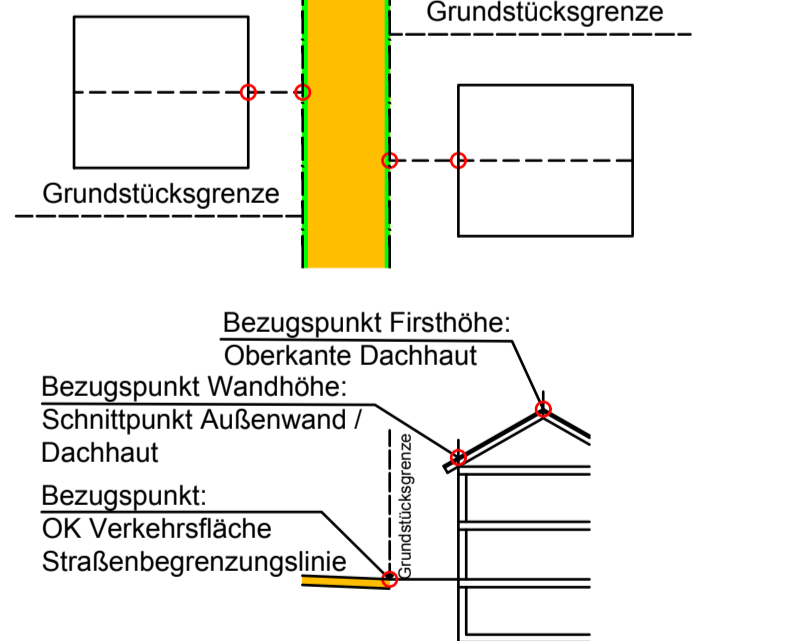 Grundstücksgrenze
Grundstücksgrenze
Bezugspunkt Firsthöhe:
Oberkante Dachhaut
Bezugspunkt Wandhöhe:
Schnittpunkt Außenwand /
Dachhaut
Grundstücksgrenze
Bezugspunkt:
OK Verkehrsfläche
Straßenbegrenzungslinie